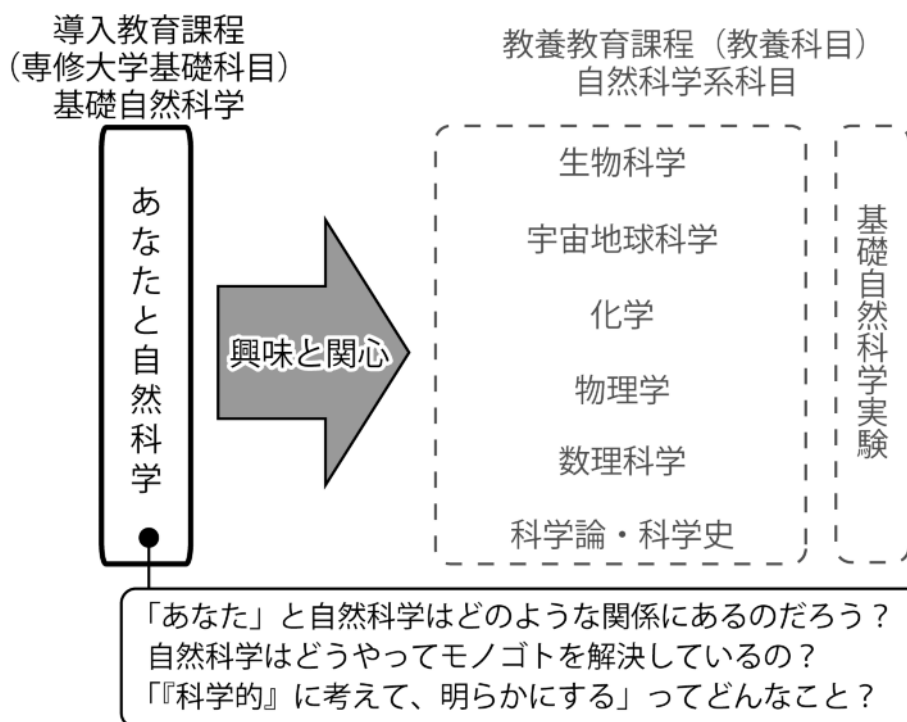 導入教育課程
（専修大学基礎科目）
基礎自然科学
あなたと自然科学
興味と関心
教養教育課程（教養科目）
自然科学系科目
生物科学
宇宙地球科学
化学
物理学
数理科学
科学論・科学史
基礎自然科学実験
「あなた」と自然科学はどのような関係にあるのだろう？
自然科学はどうやってモノゴトを解決しているの？
「『科学的』に考えて、明らかにする」ってどんなこと？